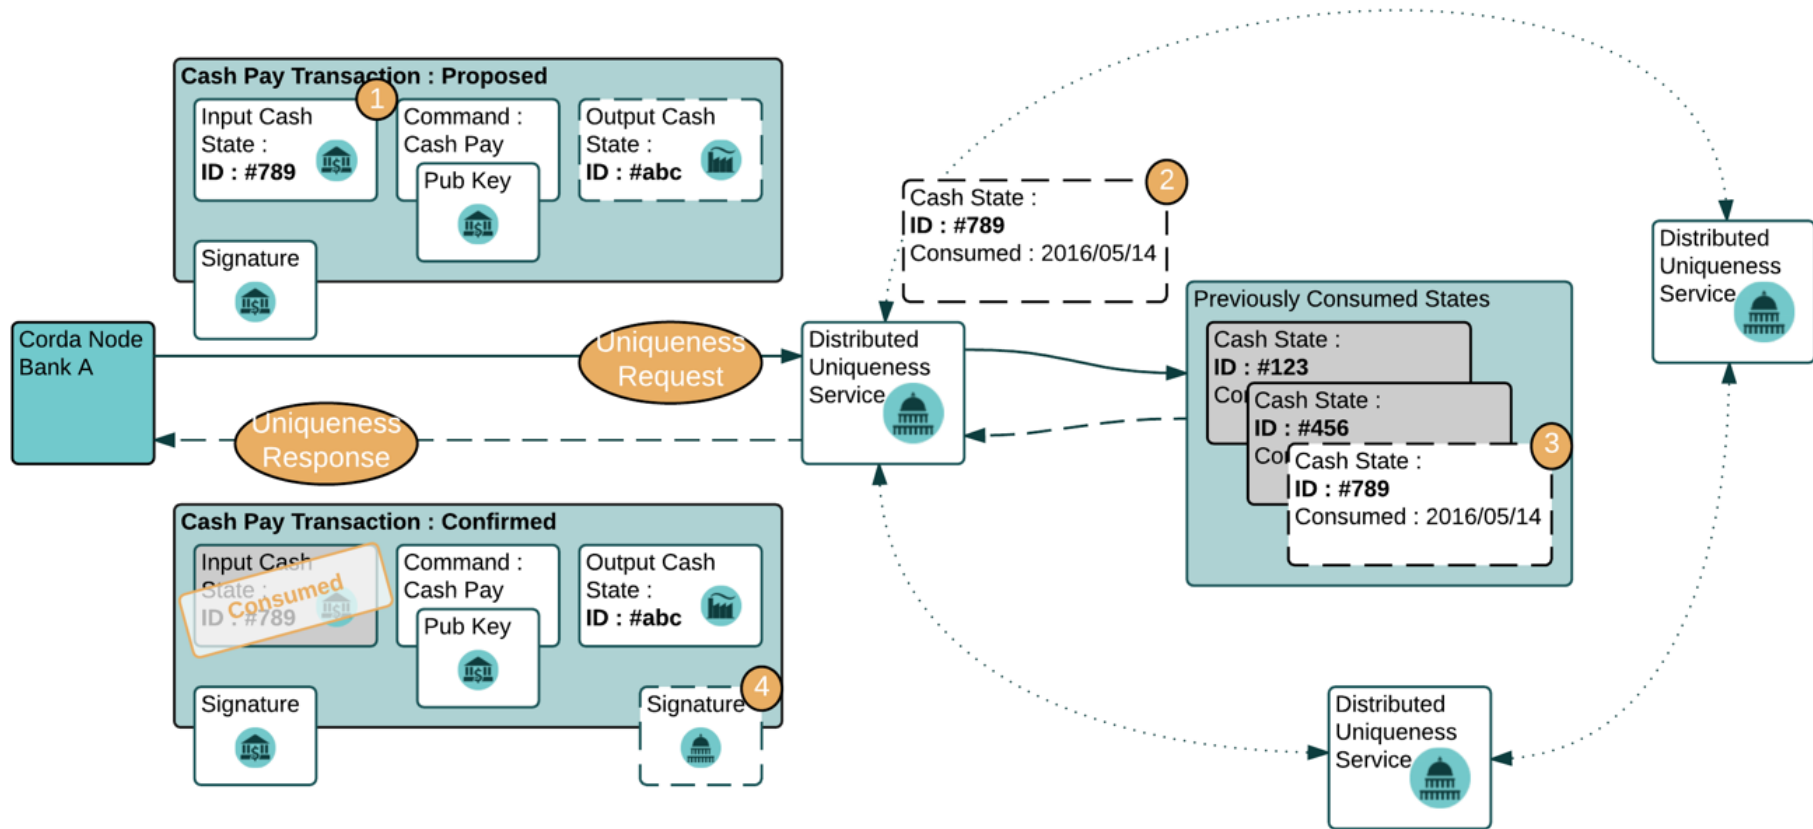 Cash Pay Transaction : Proposed
1
Input Cash
State :
ID : #789
Command :
Cash Pay
Pub Key
Output Cash
State :
ID : #abc
Signature
Corda Node
Bank A
Uniqueness
Request
Uniqueness
Response
Distributed
Uniqueness
Service
2
Cash State :
ID : #789
Consumed : 2016/05/14
Previously Consumed States
Cash State :
ID : #123
Co
Cash State :
ID : #456
Co
3
Cash State :
ID : #789
Consumed : 2016/05/14
Distributed
Uniqueness
Service
Cash Pay Transaction : Confirmed
Input Cash
State :
ID : #789
Consumed
Command :
Cash Pay
Pub Key
Output Cash
State :
ID : #abc
Signature
4
Signature
Distributed
Uniqueness
Service